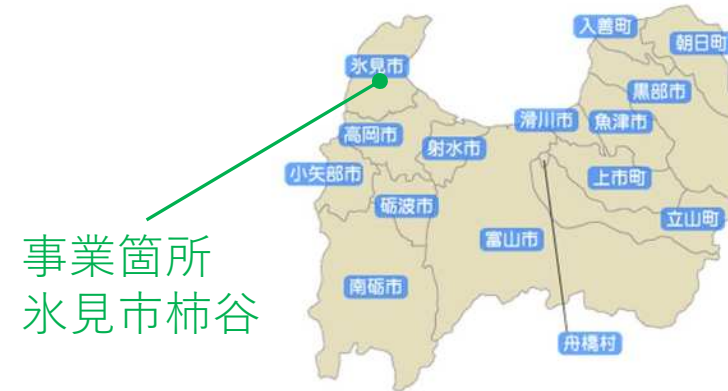 入善町
朝日町
氷見市
黒部市
滑川市
魚津市
高岡市
射水市
小矢部市
上市町
砺波市
立山町
富山市
事業箇所
氷見市柿谷
南砺市
舟橋村